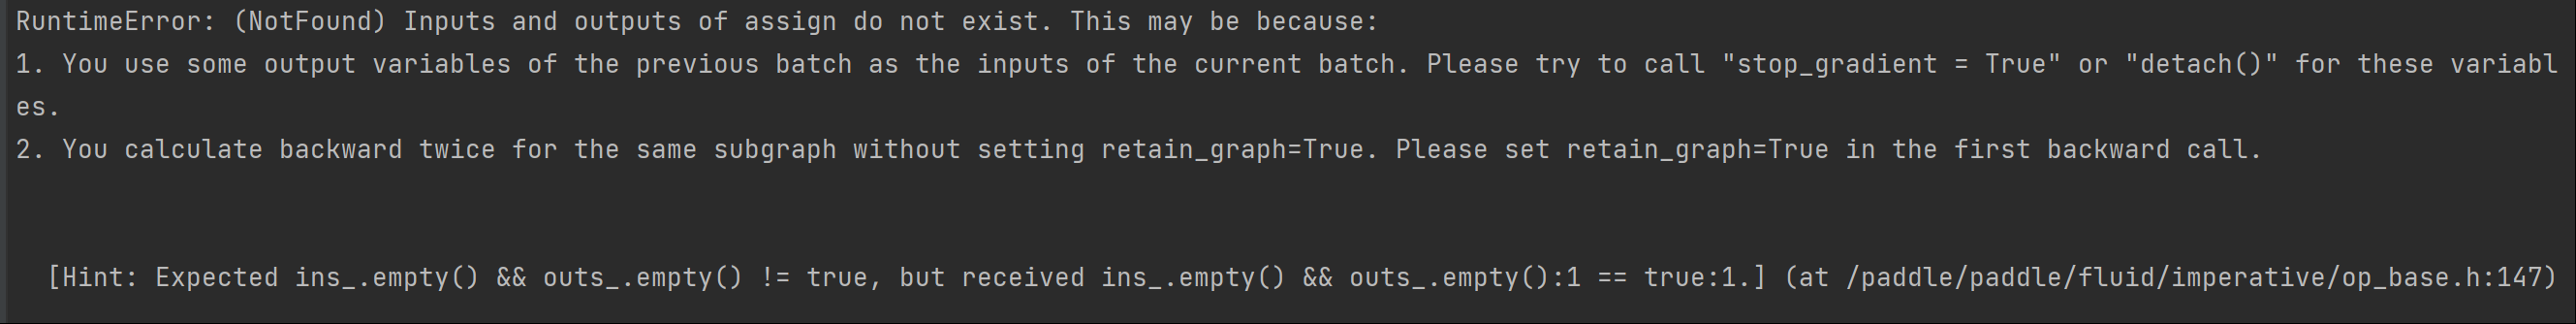 RuntimeError: (NotFound) Inputs and outputs of assign do not exist. This may be because:
1. You use some output variables of the previous batch as the inputs of the current batch. Please try to call "stop_gradient = True" or "detach()" for these variabl
es.
2. You calculate backward twice for the same subgraph without setting retain_graph=True. Please set retain_graph=True in the first backward call.
[Hint: Expected ins_.empty() && outs_.empty() != true, but received ins_.empty() && outs_.empty():1 == true:1.] (at /paddle/paddle/fluid/imperative/op_base.h:147)